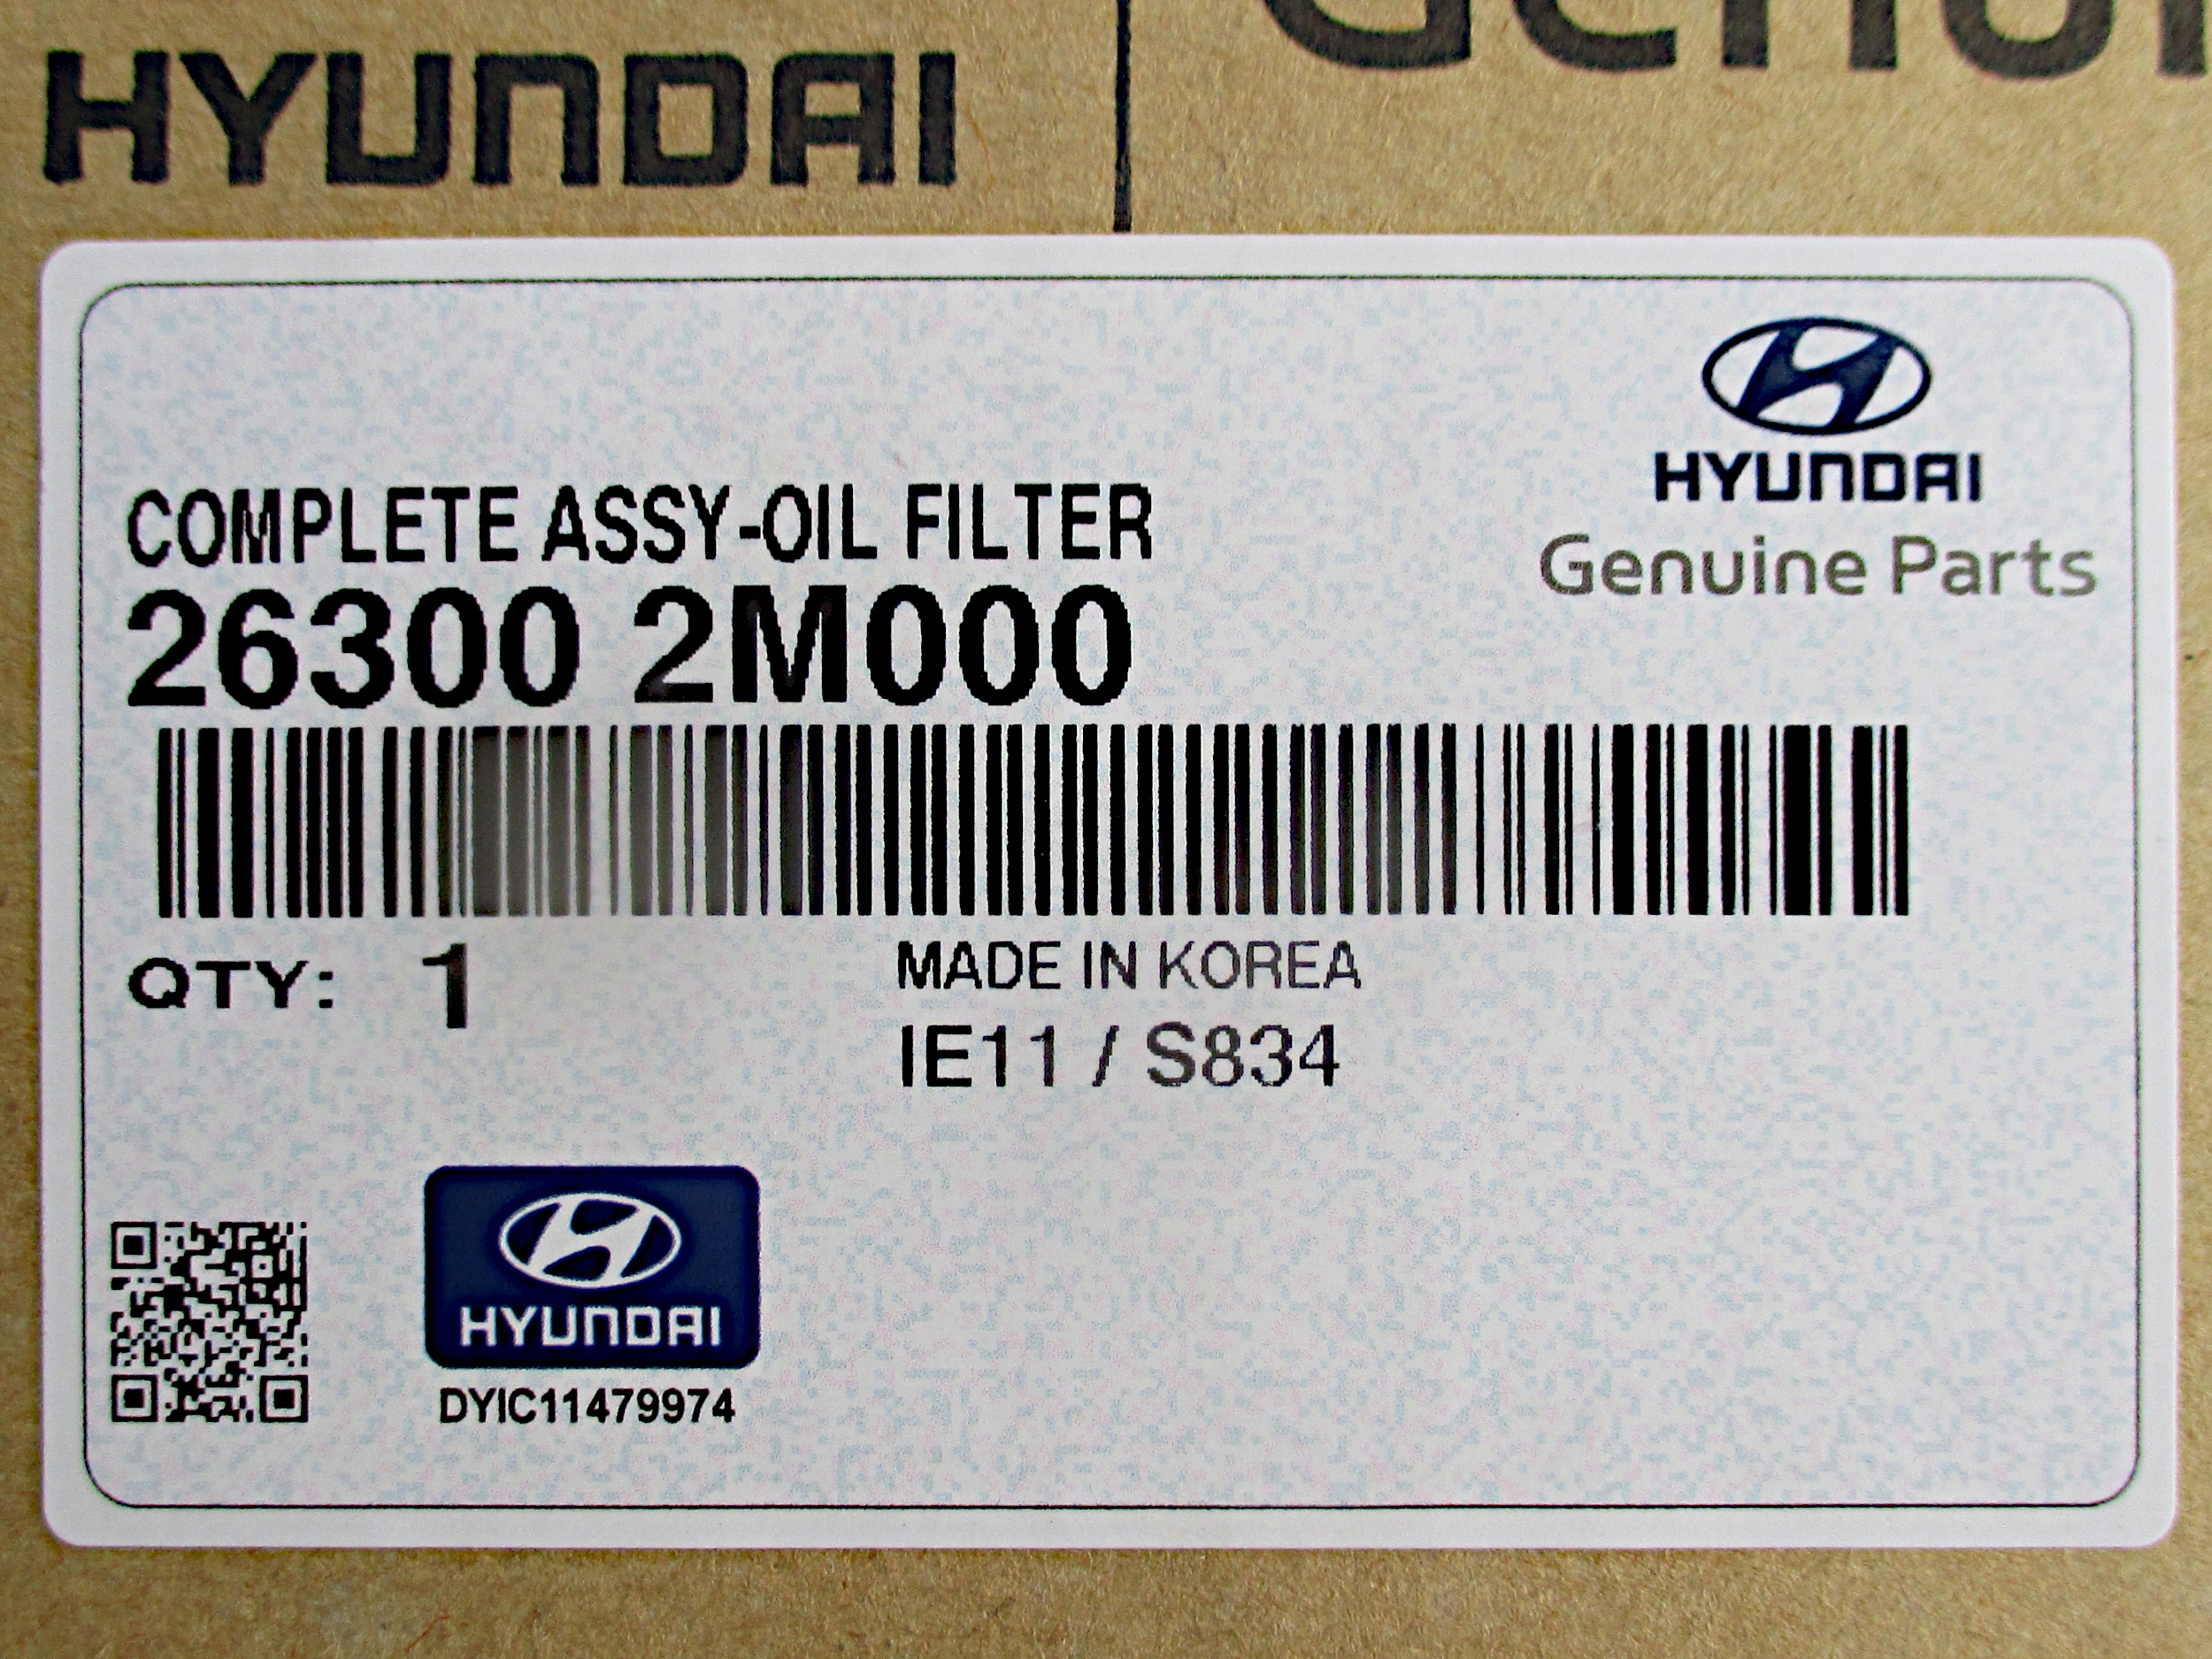 HYUNDAI
COMPLETE ASSY-OIL FILTER
26300 2M000
HYUNDAI
Genuine Parts
QTY: 1
MADE IN KOREA
IE11 / S834
HYUNDAI
DYIC11479974